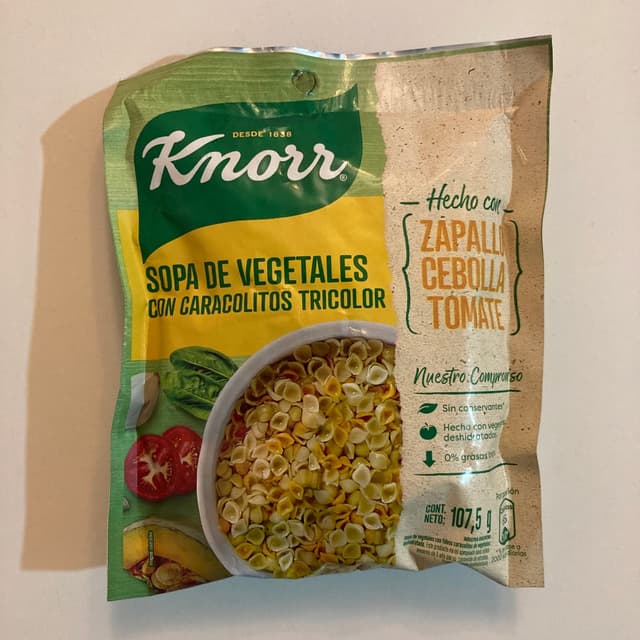 DESDE 1838
Knorr
SOPA DE VEGETALES
CON CARACOLITOS TRICOLOR
Hecho con
ZAPALLO
CEBOLLA
TOMATE
Nuestro Compromiso
Sin conservantes*
Hecho con vegetales
deshidratados
0% grasas trans
CONT.
NETO: 107,5 g